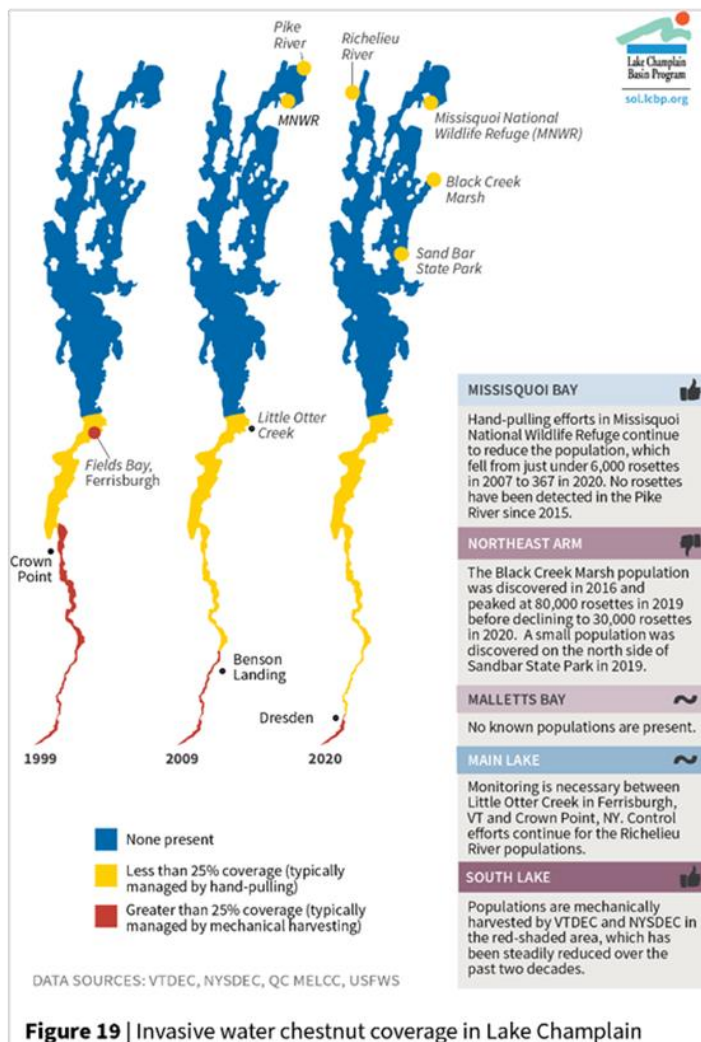 Pike
River
Richelieu
River
Lake Champlain
Basin Program
sol.lcbp.org
MNWR
Missisquoi National
Wildlife Refuge (MNWR)
Black Creek
Marsh
Sand Bar
State Park
Little Otter
Creek
Fields Bay,
Ferrisburgh
Crown
Point
Benson
Landing
Dresden
1999
2009
2020
None present
Less than 25% coverage (typically
managed by hand-pulling)
Greater than 25% coverage (typically
managed by mechanical harvesting)
MISSISQUOI BAY
Hand-pulling efforts in Missisquoi
National Wildlife Refuge continue
to reduce the population, which
fell from just under 6,000 rosettes
in 2007 to 367 in 2020. No rosettes
have been detected in the Pike
River since 2015.
NORTHEAST ARM
The Black Creek Marsh population
was discovered in 2016 and
peaked at 80,000 rosettes in 2019
before declining to 30,000 rosettes
in 2020. A small population was
discovered on the north side of
Sandbar State Park in 2019.
MALLETTS BAY
No known populations are present.
MAIN LAKE
Monitoring is necessary between
Little Otter Creek in Ferrisburgh,
VT and Crown Point, NY. Control
efforts continue for the Richelieu
River populations.
SOUTH LAKE
Populations are mechanically
harvested by VTDEC and NYSDEC in
the red-shaded area, which has
been steadily reduced over the
past two decades.
DATA SOURCES: VTDEC, NYSDEC, QC MELCC, USFWS
Figure 19 | Invasive water chestnut coverage in Lake Champlain